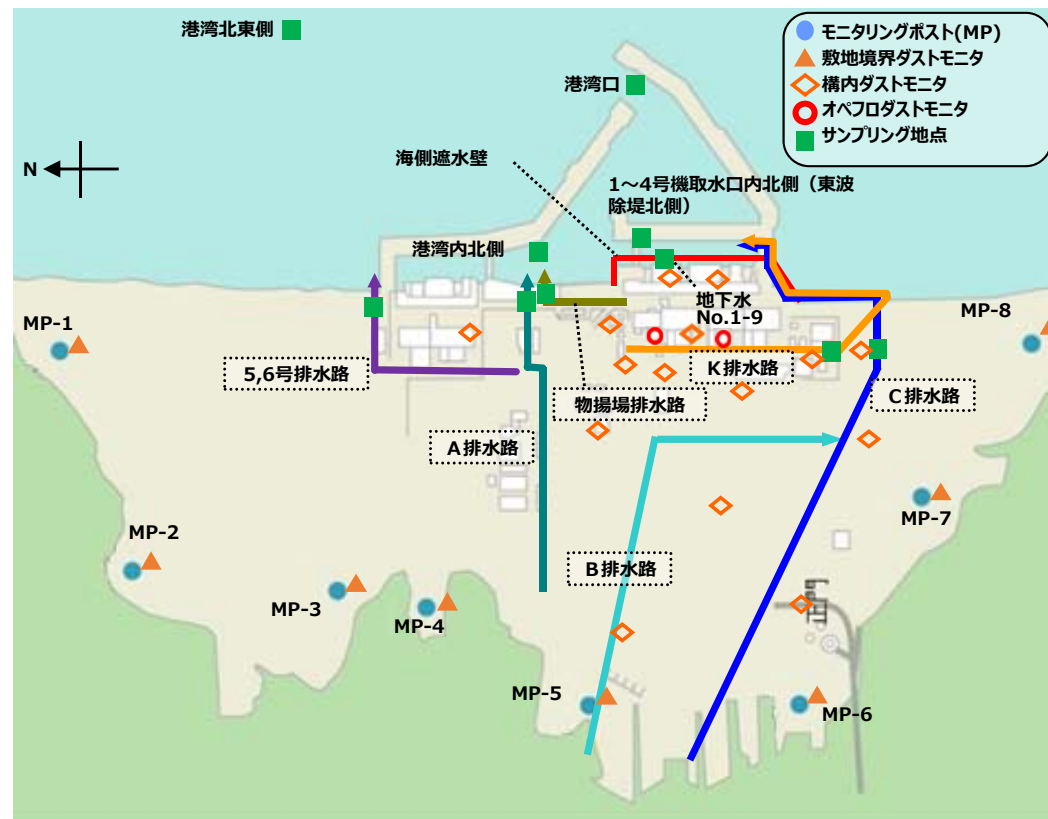 港湾北東側
モニタリングポスト(MP)
敷地境界ダストモニタ
構内ダストモニタ
オペフロダストモニタ
サンプリング地点
港湾口
N
海側遮水壁
1～4号機取水口内北側（東波
除堤北側）
港湾内北側
地下水
No.1-9
MP-1
MP-8
5,6号排水路
物揚場排水路
K排水路
C排水路
A排水路
MP-7
MP-2
B排水路
MP-3
MP-4
正門
MP-5
MP-6